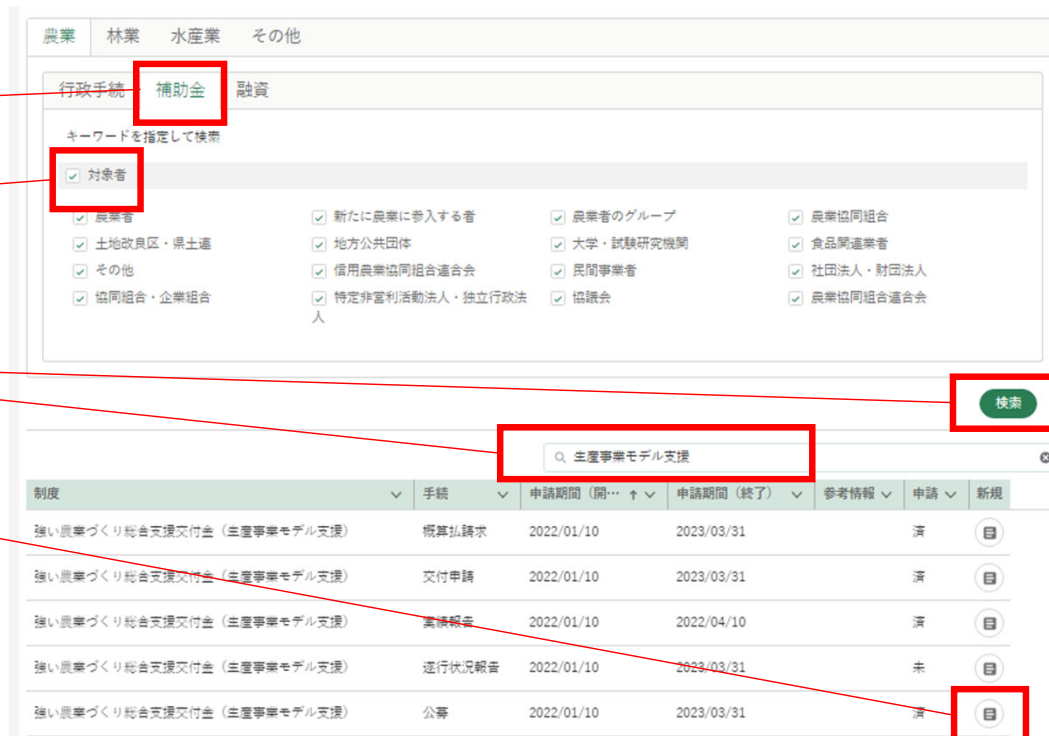 農業 林業 水産業 その他
行政手続 補助金 融資
キーワードを指定して検索
対象者
農業者 新たに農業に参入する者 農業者のグループ 農業協同組合
土地改良区・県土連 地方公共団体 大学・試験研究機関 食品関連業者
その他 信用農業協同組合連合会 民間事業者 社団法人・財団法人
協同組合・企業組合 特定非営利活動法人・独立行政法人 協議会 農業協同組合連合会
検索
生産事業モデル支援
制度 手続 申請期間（開… ↑ 申請期間（終了） 参考情報 申請 新規
強い農業づくり総合支援交付金（生産事業モデル支援） 概算払請求 2022/01/10 2023/03/31 済
強い農業づくり総合支援交付金（生産事業モデル支援） 交付申請 2022/01/10 2023/03/31 済
強い農業づくり総合支援交付金（生産事業モデル支援） 実績報告 2022/01/10 2022/04/10 済
強い農業づくり総合支援交付金（生産事業モデル支援） 遂行状況報告 2022/01/10 2023/03/31 未
強い農業づくり総合支援交付金（生産事業モデル支援） 公募 2022/01/10 2023/03/31 済